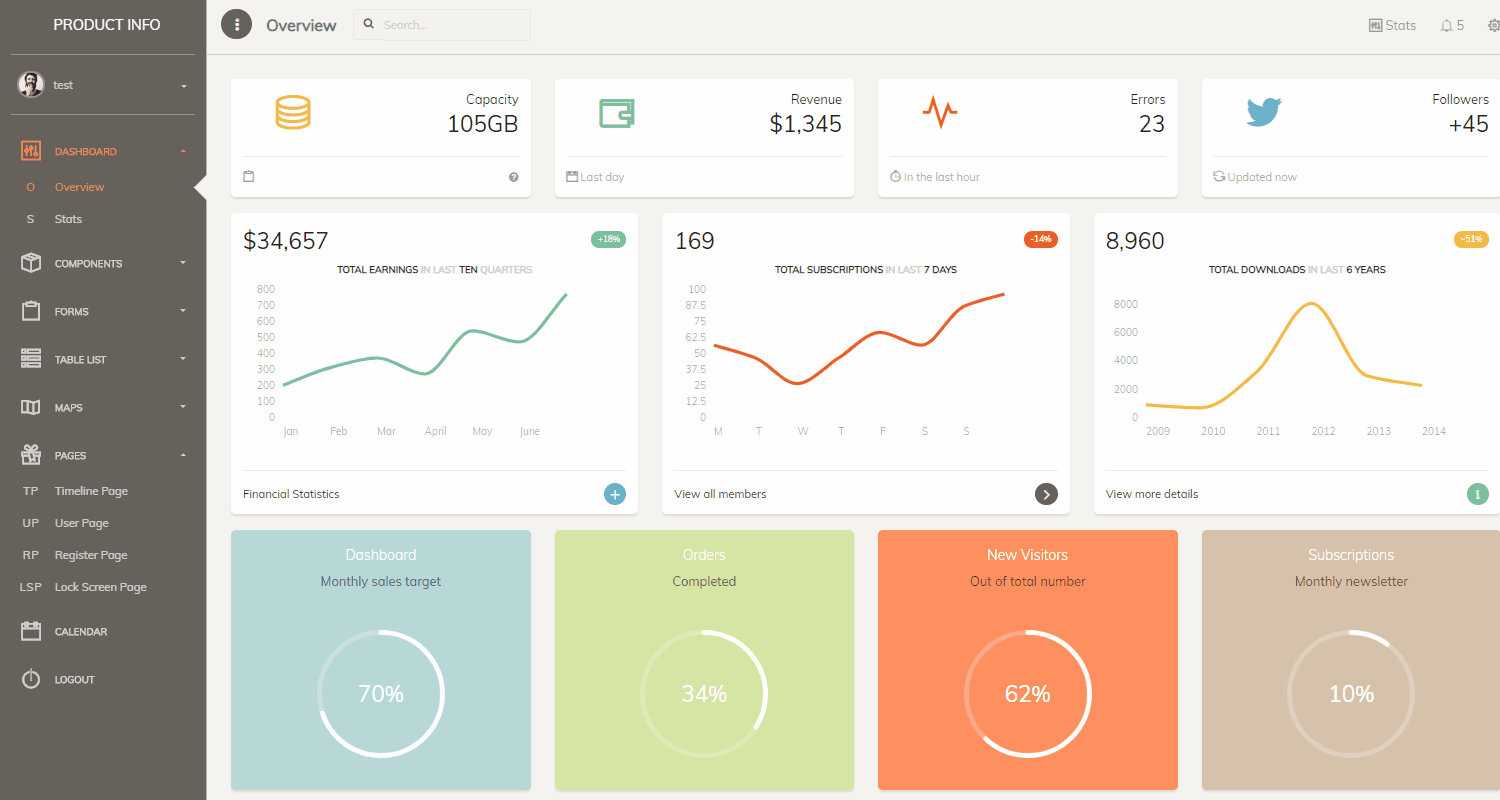 PRODUCT INFO
test
DASHBOARD
O Overview
S Stats
COMPONENTS
FORMS
TABLE LIST
MAPS
PAGES
TP Timeline Page
UP User Page
RP Register Page
LSP Lock Screen Page
CALENDAR
LOGOUT
Overview
Search...
Stats
5
Capacity
105GB
Revenue
$1,345
Last day
Errors
23
In the last hour
Followers
+45
Updated now
$34,657
+18%
TOTAL EARNINGS IN LAST TEN QUARTERS
800
700
600
500
400
300
200
100
0
Jan Feb Mar April May June
Financial Statistics
169
-14%
TOTAL SUBSCRIPTIONS IN LAST 7 DAYS
100
87.5
75
62.5
50
37.5
25
12.5
0
M T W T F S S
View all members
8,960
~51%
TOTAL DOWNLOADS IN LAST 6 YEARS
8000
6000
4000
2000
0
2009 2010 2011 2012 2013 2014
View more details
Dashboard
Monthly sales target
70%
Orders
Completed
34%
New Visitors
Out of total number
62%
Subscriptions
Monthly newsletter
10%